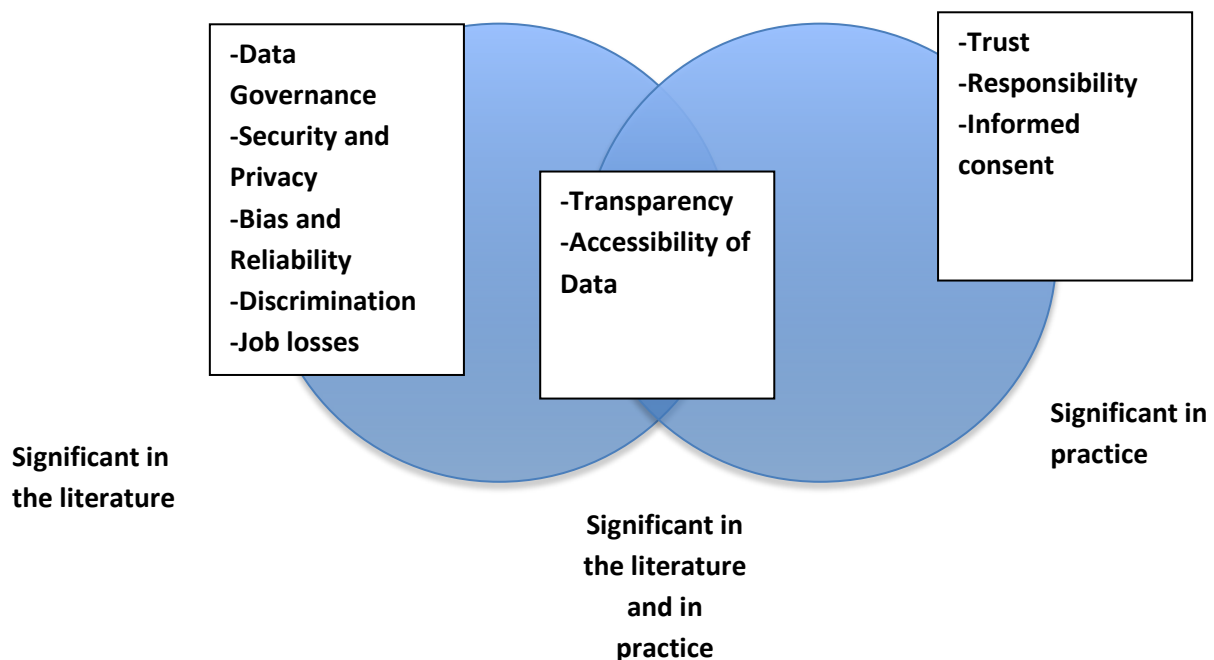 -Data
Governance
-Security and
Privacy
-Bias and
Reliability
-Discrimination
-Job losses
-Transparency
-Accessibility of
Data
-Trust
-Responsibility
-Informed
consent
Significant in
the literature
Significant in
the literature
and in
practice
Significant in
practice